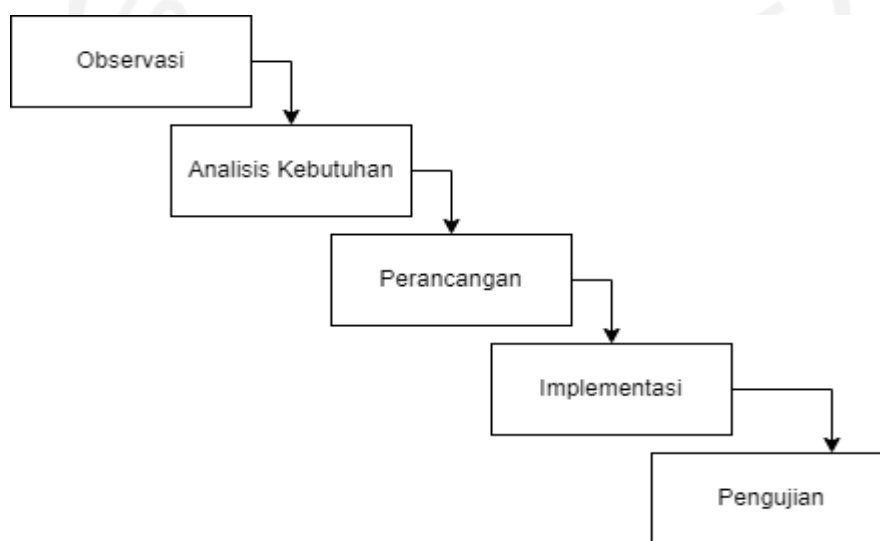 Observasi
Analisis Kebutuhan
Perancangan
Implementasi
Pengujian